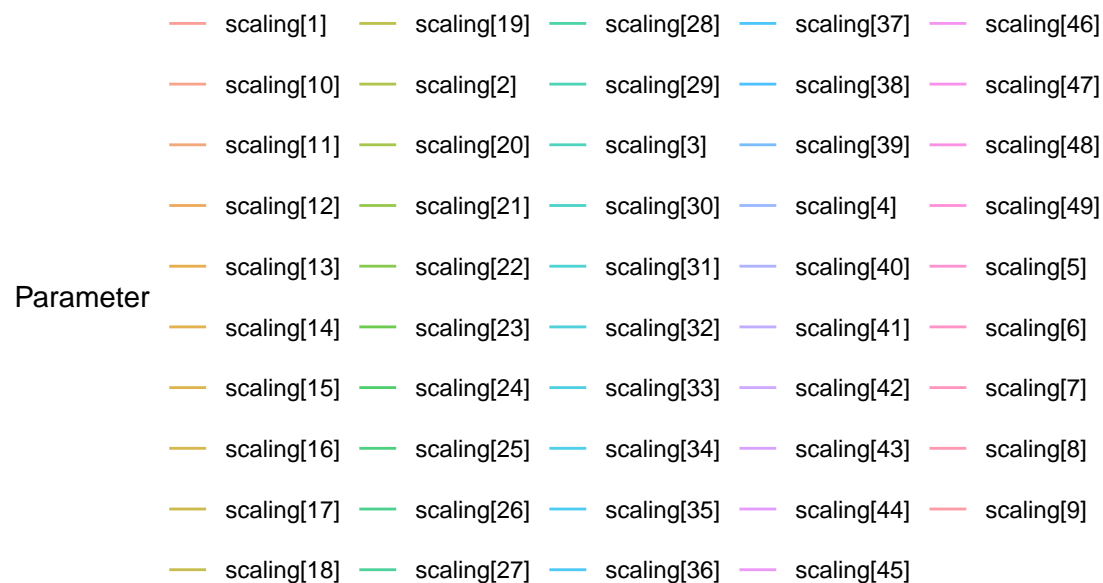 scaling[1] scaling[19] scaling[28] scaling[37] scaling[46]
scaling[10] scaling[2] scaling[29] scaling[38] scaling[47]
scaling[11] scaling[20] scaling[3] scaling[39] scaling[48]
scaling[12] scaling[21] scaling[30] scaling[4] scaling[49]
scaling[13] scaling[22] scaling[31] scaling[40] scaling[5]
Parameter
scaling[14] scaling[23] scaling[32] scaling[41] scaling[6]
scaling[15] scaling[24] scaling[33] scaling[42] scaling[7]
scaling[16] scaling[25] scaling[34] scaling[43] scaling[8]
scaling[17] scaling[26] scaling[35] scaling[44] scaling[9]
scaling[18] scaling[27] scaling[36] scaling[45]